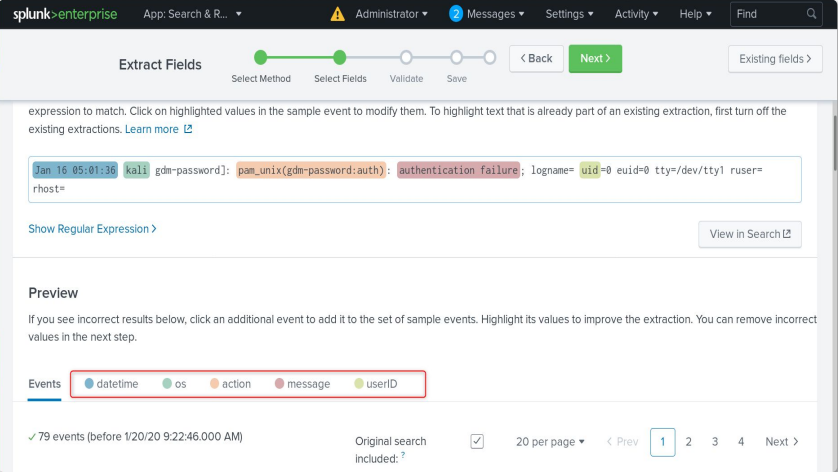 splunk>enterprise App: Search & R... ▼ Administrator ▼ 2 Messages ▼ Settings ▼ Activity ▼ Help ▼ Find
Extract Fields
Select Method Select Fields Validate Save
< Back Next > Existing fields >
expression to match. Click on highlighted values in the sample event to modify them. To highlight text that is already part of an existing extraction, first turn off the
existing extractions. Learn more
Jan 16 05:01:36 kali gdm-password]: pam_unix(gdm-password:auth): authentication failure; logname= uid=0 euid=0 tty=/dev/tty1 ruser=
rhost=
Show Regular Expression >
View in Search
Preview
If you see incorrect results below, click an additional event to add it to the set of sample events. Highlight its values to improve the extraction. You can remove incorrect
values in the next step.
Events datetime os action message userID
✓ 79 events (before 1/20/20 9:22:46.000 AM)
Original search
included: ?
✓ 20 per page ▼ < Prev 1 2 3 4 Next >